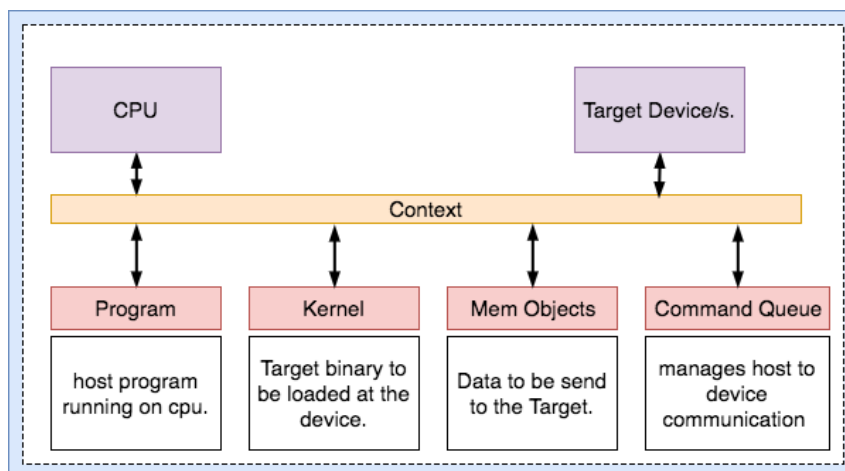 CPU
Target Device/s.
Context
Program
Kernel
Mem Objects
Command Queue
host program
running on cpu.
Target binary to
be loaded at the
device.
Data to be send
to the Target.
manages host to
device
communication